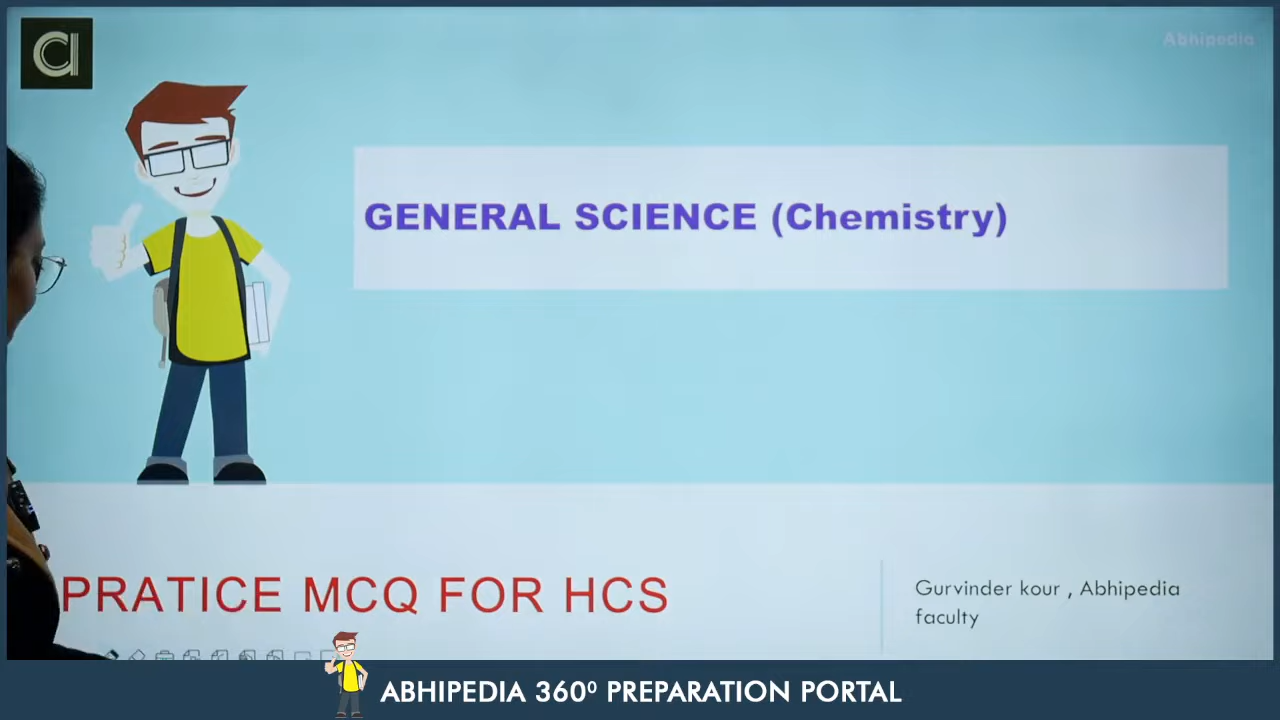 Abhipedia
GENERAL SCIENCE (Chemistry)
PRATICE MCQ FOR HCS
Gurvinder kour , Abhipedia
faculty
ABHIPEDIA 360⁰ PREPARATION PORTAL